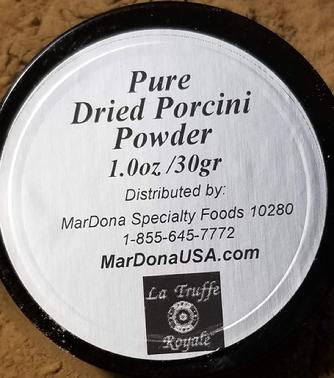 Pure
Dried Porcini
Powder
1.0oz /30gr
Distributed by:
MarDona Specialty Foods 10280
1-855-645-7772
MarDonaUSA.com
La Truffe
Royale